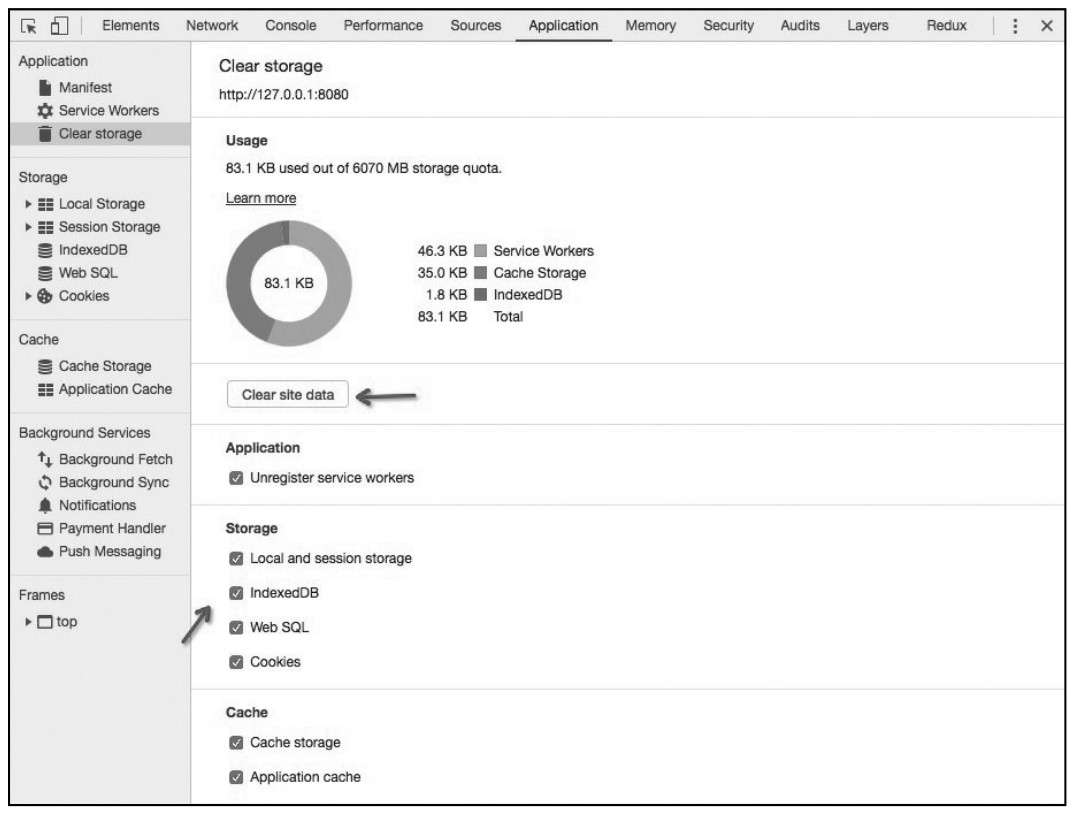 Elements Network Console Performance Sources Application Memory Security Audits Layers Redux
Application
Manifest
Service Workers
Clear storage
Storage
Local Storage
Session Storage
IndexedDB
Web SQL
Cookies
Cache
Cache Storage
Application Cache
Background Services
Background Fetch
Background Sync
Notifications
Payment Handler
Push Messaging
Frames
top
Clear storage
http://127.0.0.1:8080
Usage
83.1 KB used out of 6070 MB storage quota.
Learn more
83.1 KB
46.3 KB Service Workers
35.0 KB Cache Storage
1.8 KB IndexedDB
83.1 KB Total
Clear site data
Application
Unregister service workers
Storage
Local and session storage
IndexedDB
Web SQL
Cookies
Cache
Cache storage
Application cache